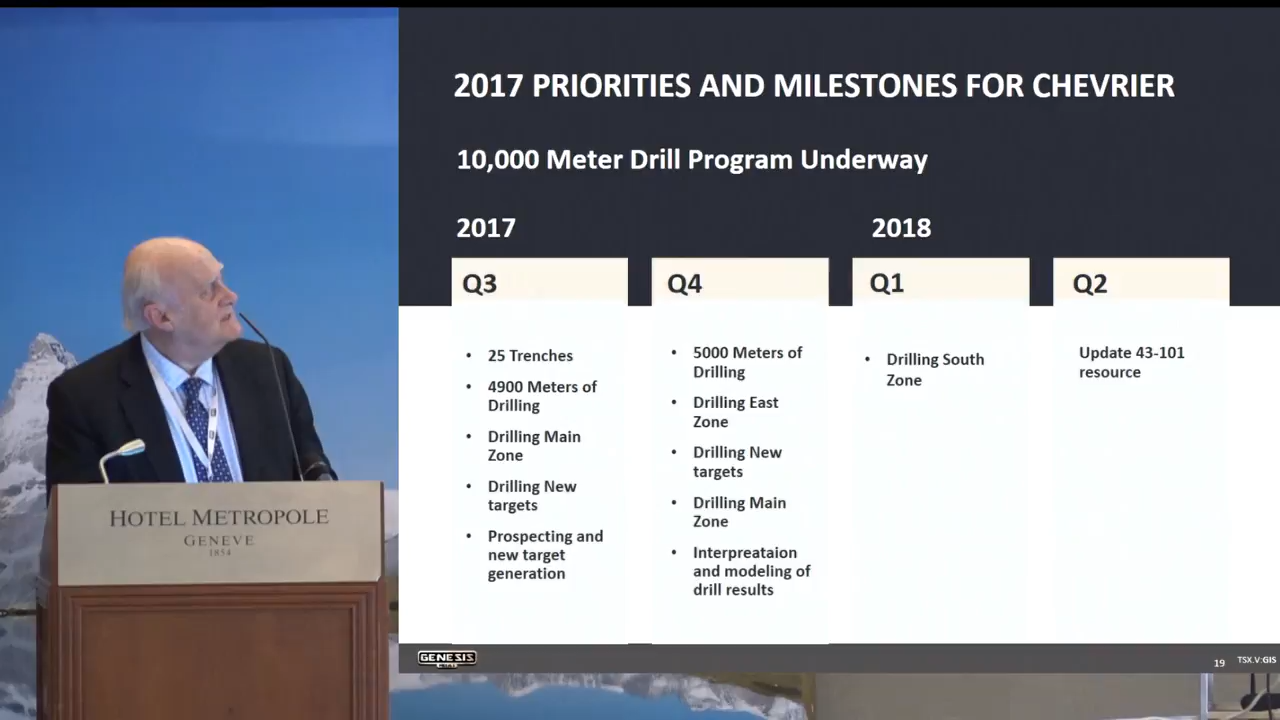 2017 PRIORITIES AND MILESTONES FOR CHEVRIER
10,000 Meter Drill Program Underway
2017
2018
Q3
• 25 Trenches
• 4900 Meters of
Drilling
• Drilling Main
Zone
• Drilling New
targets
• Prospecting and
new target
generation
Q4
• 5000 Meters of
Drilling
• Drilling East
Zone
• Drilling New
targets
• Drilling Main
Zone
• Interpreataion
and modeling of
drill results
Q1
• Drilling South
Zone
Q2
Update 43-101
resource
GENESIS
19
TSX.V:GIS
HOTEL METROPOLE
GENEVE
1854